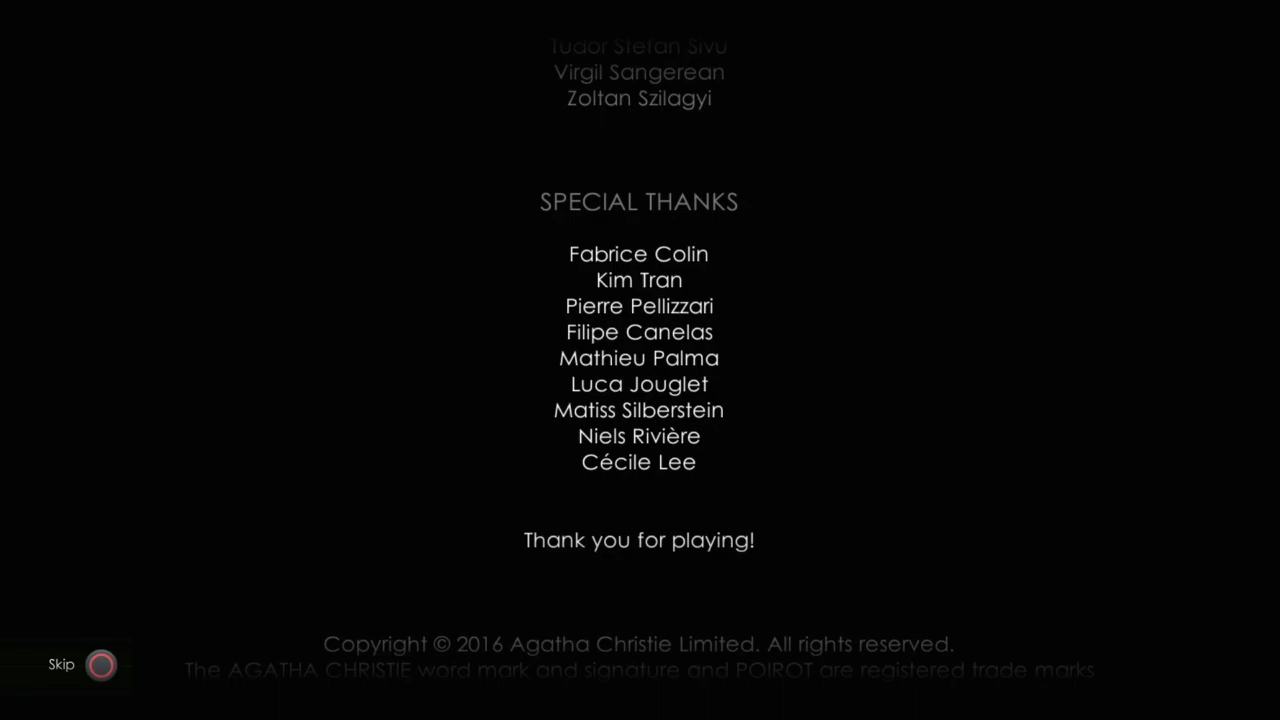 Tudor Stefan Sivu
Virgil Sangerean
Zoltan Szilagyi
SPECIAL THANKS
Fabrice Colin
Kim Tran
Pierre Pellizzari
Filipe Canelas
Mathieu Palma
Luca Jouglet
Matiss Silberstein
Niels Rivière
Cécile Lee
Thank you for playing!
Copyright © 2016 Agatha Christie Limited. All rights reserved.
The AGATHA CHRISTIE word mark and signature and POIROT are registered trade marks
Skip